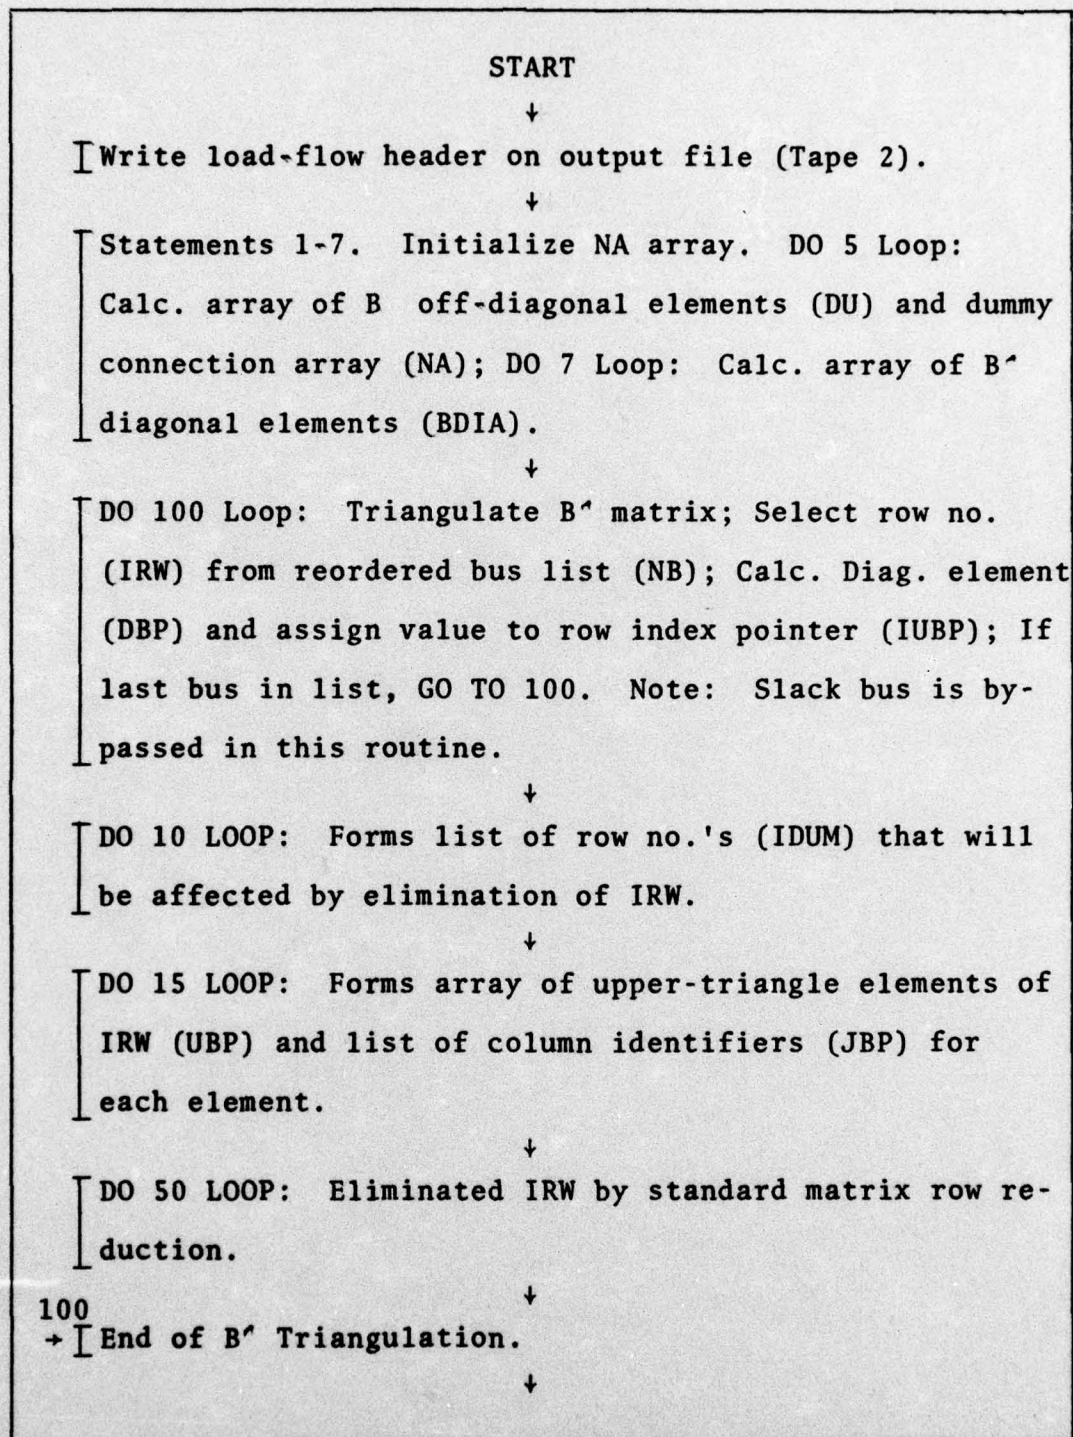 START
↓
Write load-flow header on output file (Tape 2).
↓
Statements 1-7. Initialize NA array. DO 5 Loop:
Calc. array of B off-diagonal elements (DU) and dummy
connection array (NA); DO 7 Loop: Calc. array of B′
diagonal elements (BDIA).
↓
DO 100 Loop: Triangulate B′ matrix; Select row no.
(IRW) from reordered bus list (NB); Calc. Diag. element
(DBP) and assign value to row index pointer (IUBP); If
last bus in list, GO TO 100. Note: Slack bus is by-
passed in this routine.
↓
DO 10 LOOP: Forms list of row no.'s (IDUM) that will
be affected by elimination of IRW.
↓
DO 15 LOOP: Forms array of upper-triangle elements of
IRW (UBP) and list of column identifiers (JBP) for
each element.
↓
DO 50 LOOP: Eliminated IRW by standard matrix row re-
duction.
↓
100
→ End of B′ Triangulation.
↓